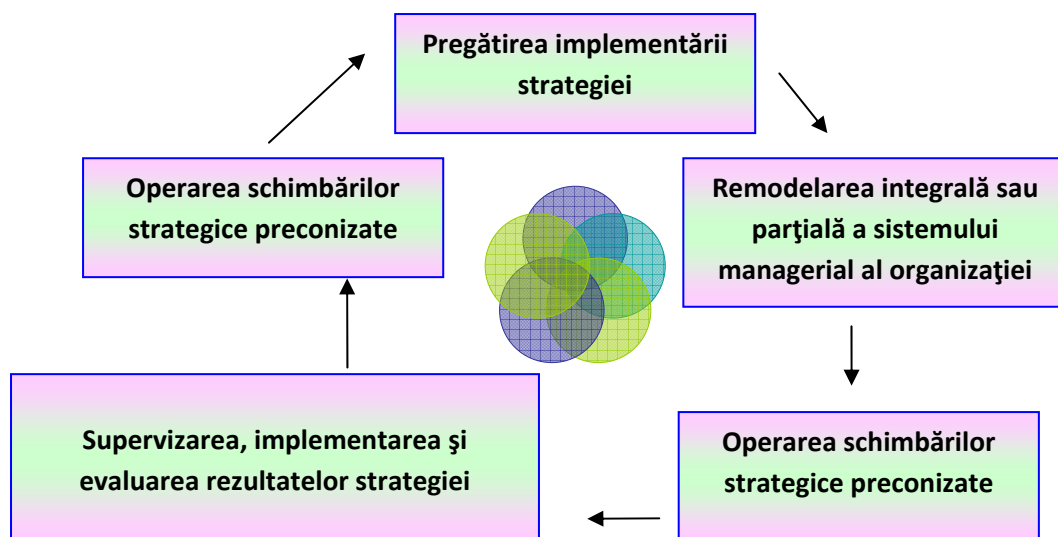 Pregătirea implementării
strategiei
Remodelarea integrală sau
parţială a sistemului
managerial al organizaţiei
Operarea schimbărilor
strategice preconizate
Supervizarea, implementarea şi
evaluarea rezultatelor strategiei
Operarea schimbărilor
strategice preconizate